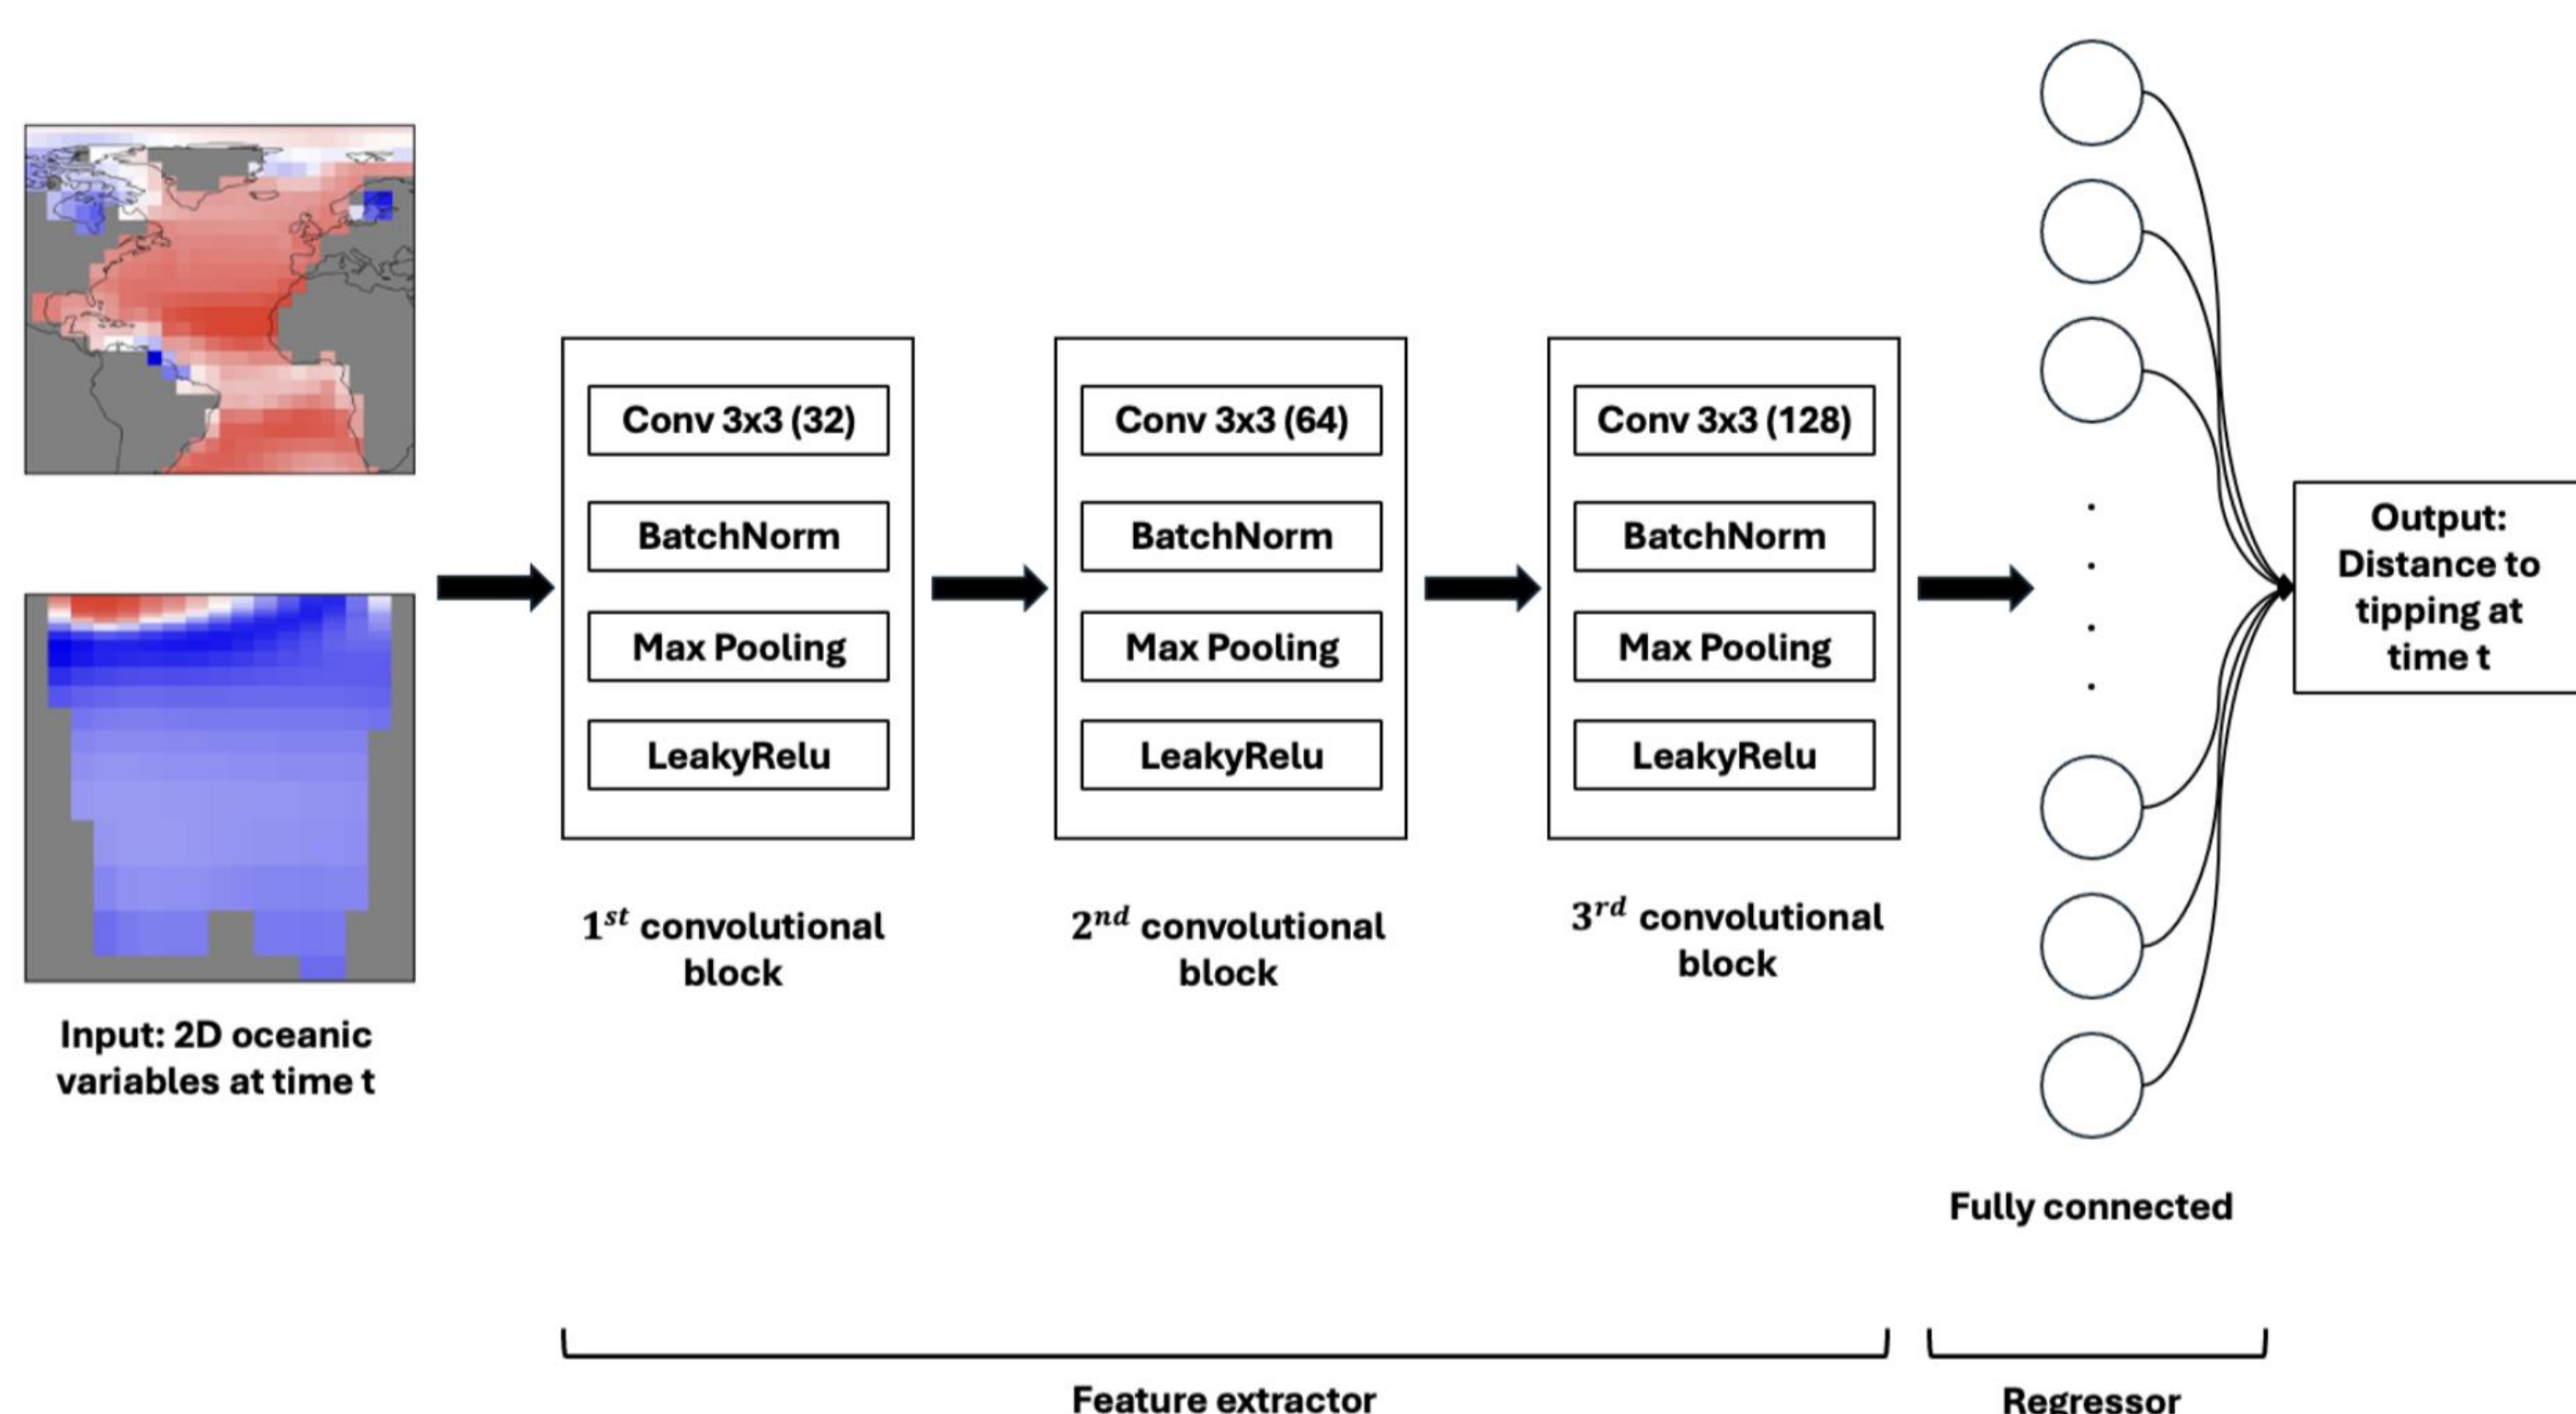 Input: 2D oceanic
variables at time t
Conv 3x3 (32)
BatchNorm
Max Pooling
LeakyRelu
1st convolutional
block
Conv 3x3 (64)
BatchNorm
Max Pooling
LeakyRelu
2nd convolutional
block
Conv 3x3 (128)
BatchNorm
Max Pooling
LeakyRelu
3rd convolutional
block
Fully connected
Output:
Distance to
tipping at
time t
Feature extractor
Regressor